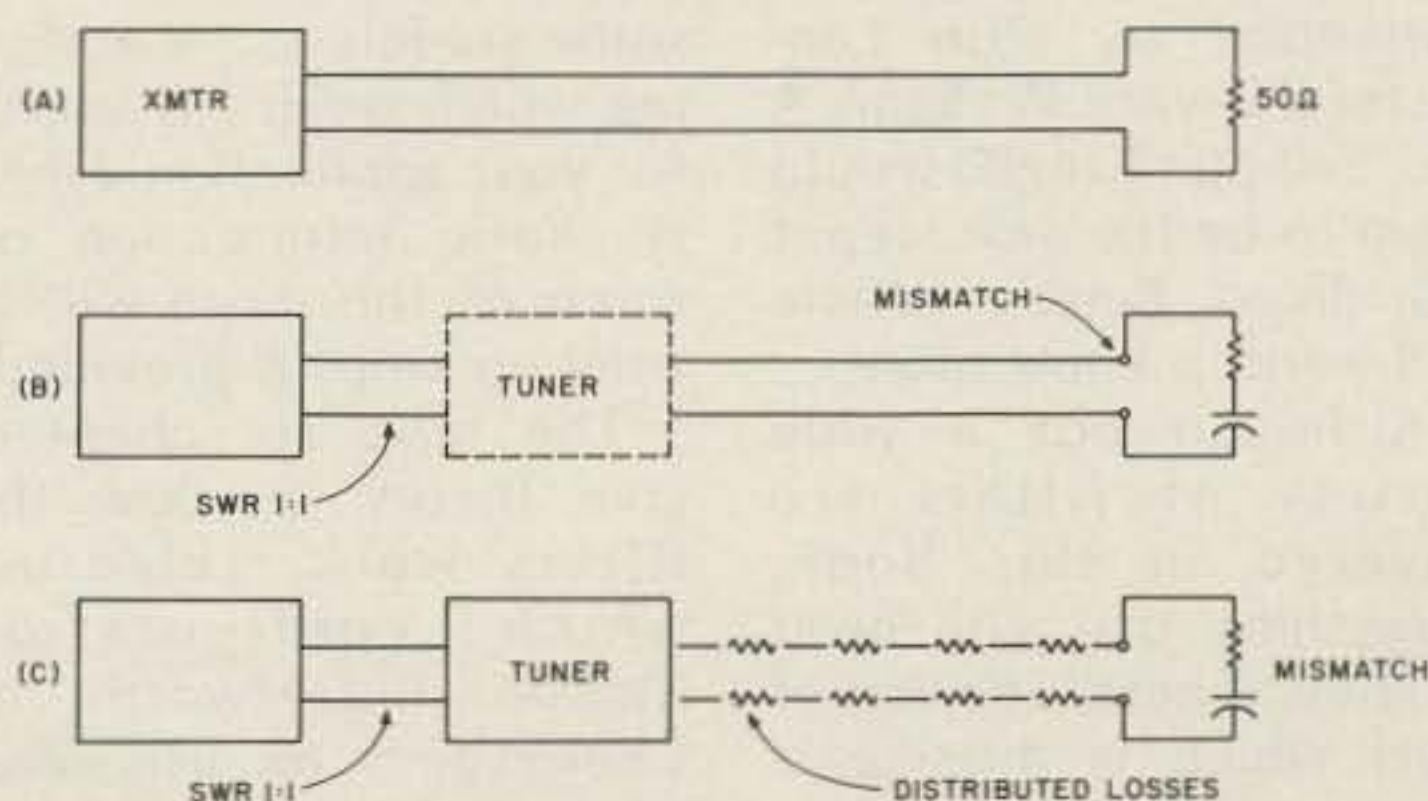 (A)
XMTR
50Ω
MISMATCH
(B)
TUNER
SWR 1:1
(C)
TUNER
MISMATCH
SWR 1:1
DISTRIBUTED LOSSES